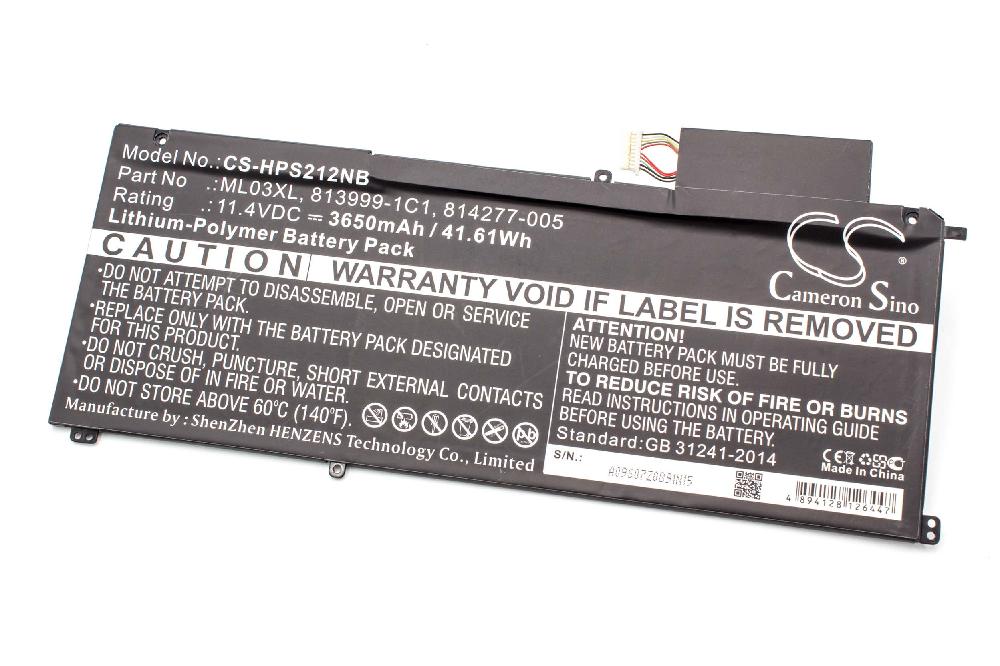 Model No.:CS-HPS212NB
Part No .:ML03XL, 813999-1C1, 814277-005
Rating .:11.4VDC ⎓ 3650mAh / 41.61Wh
Lithium-Polymer Battery Pack
CS
Cameron Sino
®
CAUTION WARRANTY VOID IF LABEL IS REMOVED
•DO NOT ATTEMPT TO DISASSEMBLE, OPEN OR SERVICE
THE BATTERY PACK.
•REPLACE ONLY WITH THE BATTERY PACK DESIGNATED
FOR THIS PRODUCT.
•DO NOT CRUSH, PUNCTURE, SHORT EXTERNAL CONTACTS
OR DISPOSE OF IN FIRE OR WATER.
•DO NOT STORE ABOVE 60°C (140°F).
Pb
Manufacture by : ShenZhen HENZENS Technology Co., Limited
ATTENTION!
NEW BATTERY PACK MUST BE FULLY
CHARGED BEFORE USE.
TO REDUCE RISK OF FIRE OR BURNS
READ INSTRUCTIONS IN OPERATING GUIDE
BEFORE USING THE BATTERY PACK.
Standard:GB 31241-2014
CE
Made In China
S/N.:
4 894128 126447